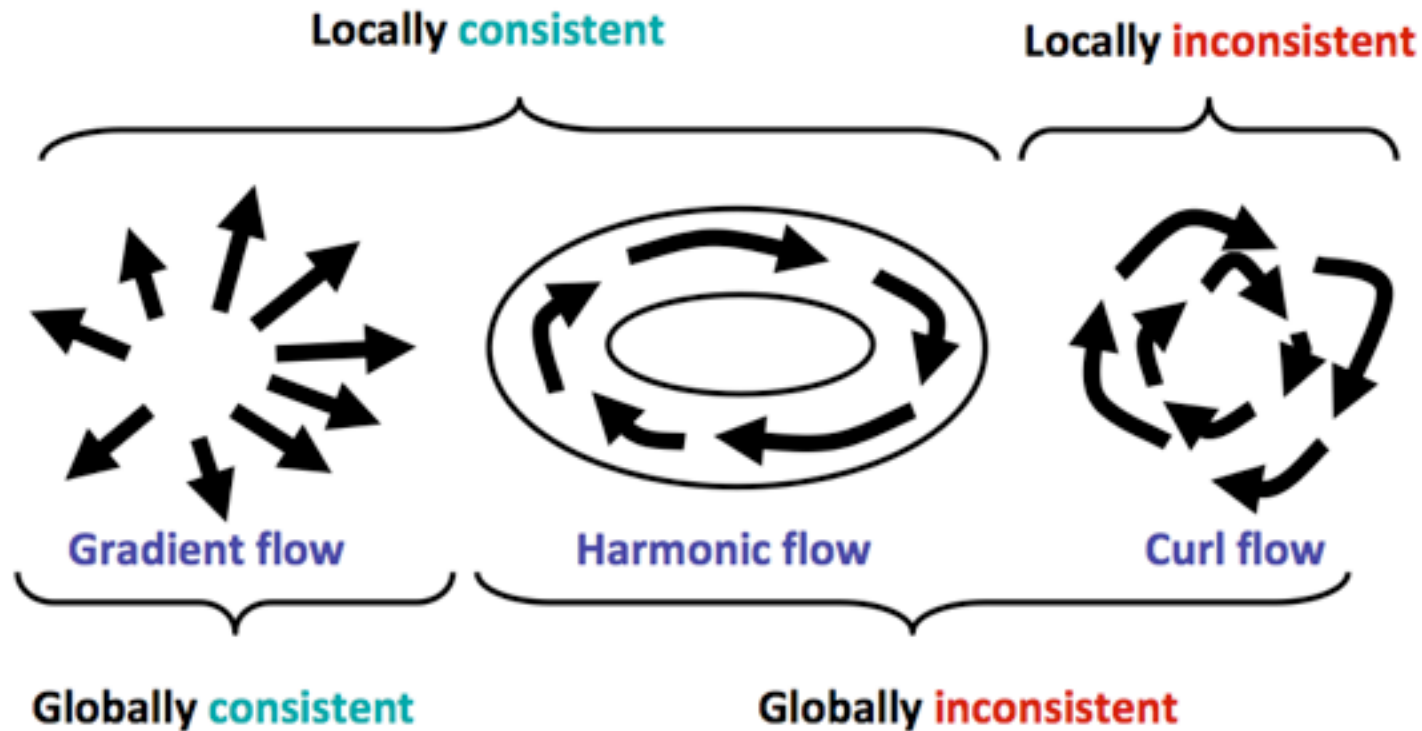 Locally consistent
Locally inconsistent
Gradient flow
Harmonic flow
Curl flow
Globally consistent
Globally inconsistent